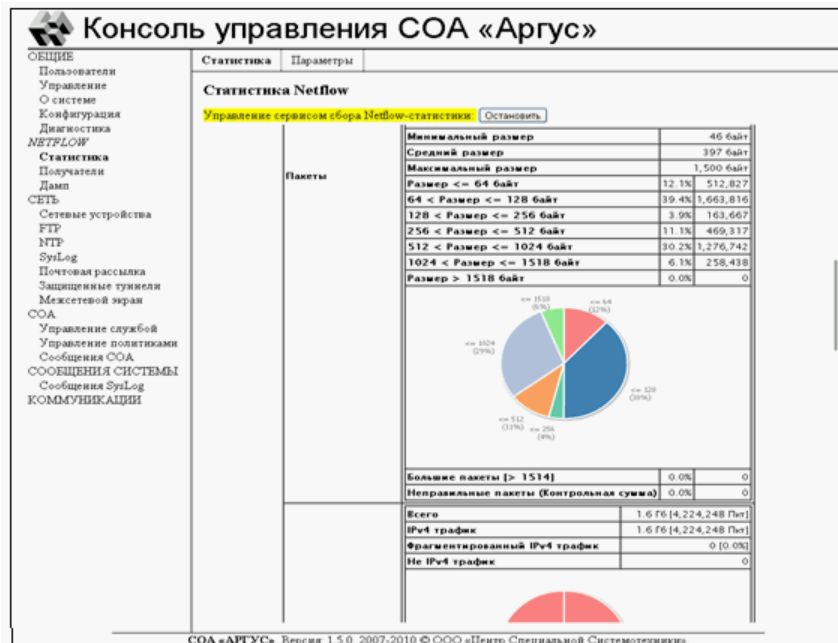 Консоль управления СОА «Аргус»
ОБЩИЕ
Пользователи
Управление
О системе
Конфигурация
Диагностика
NETFLOW
Статистика
Получатели
Дамп
СЕТЬ
Сетевые устройства
FTP
NTP
SysLog
Почтовая рассылка
Защищенные туннели
Межсетевой экран
СОА
Управление службой
Управление политиками
Сообщения СОА
СООБЩЕНИЯ СИСТЕМЫ
Сообщения SysLog
КОММУНИКАЦИИ
Статистика Параметры
Статистика Netflow
Управление сервисом сбора Netflow-статистики: Остановить
Пакеты
Минимальный размер 46 байт
Средний размер 397 байт
Максимальный размер 1,500 байт
Размер <= 64 байт 12.1% 512,827
64 < Размер <= 128 байт 39.4% 1,663,816
128 < Размер <= 256 байт 3.9% 163,667
256 < Размер <= 512 байт 11.1% 469,317
512 < Размер <= 1024 байт 30.2% 1,276,742
1024 < Размер <= 1518 байт 6.1% 258,438
Размер > 1518 байт 0.0% 0
<= 1518
(6%)
<= 64
(12%)
<= 1024
(29%)
<= 128
(38%)
<= 512
(11%)
<= 256
(4%)
Большие пакеты [> 1514] 0.0% 0
Неправильные пакеты (Контрольная сумма) 0.0% 0
Всего 1.6 Гб [4,224,248 Пкт]
IPv4 трафик 1.6 Гб [4,224,248 Пкт]
Фрагментированный IPv4 трафик 0 [0.0%]
Не IPv4 трафик 0
СОА «АРГУС». Версия: 1.5.0, 2007-2010 © ООО «Центр Специальной Системотехники»